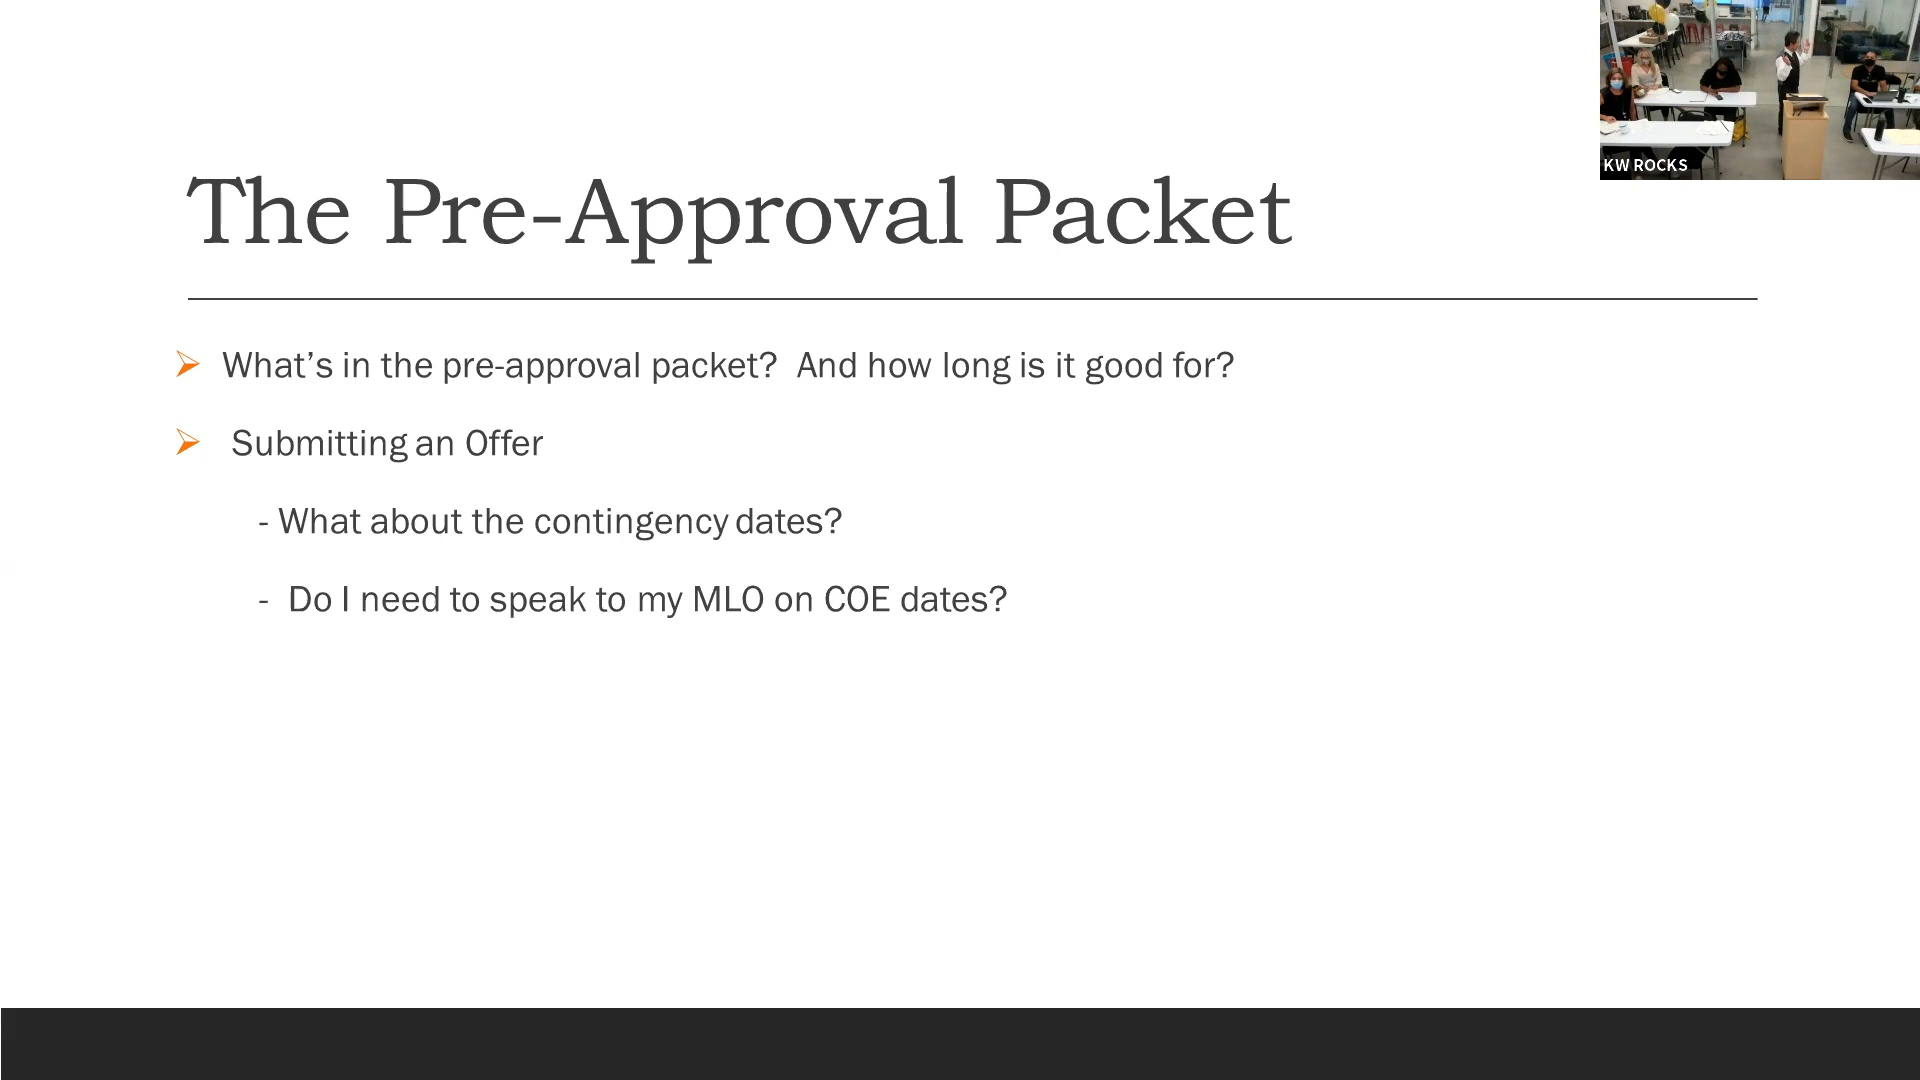 The Pre-Approval Packet
What’s in the pre-approval packet?  And how long is it good for?
Submitting an Offer
- What about the contingency dates?
-  Do I need to speak to my MLO on COE dates?
KW ROCKS